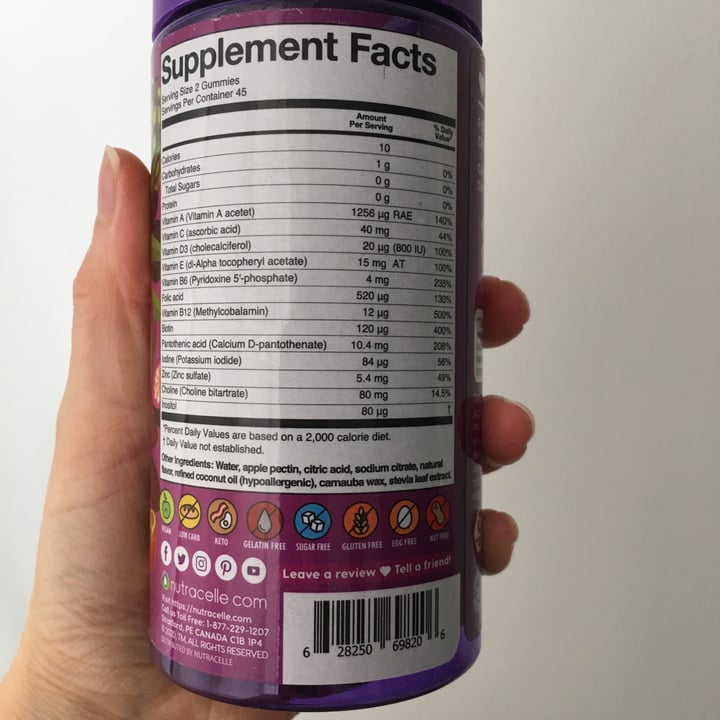 Supplement Facts
Serving Size 2 Gummies
Servings Per Container 45
Amount Per Serving % Daily Value*
Calories 10
Carbohydrates 1 g 0%
Total Sugars 0 g 0%
Protein 0 g 0%
Vitamin A (Vitamin A acetet) 1256 µg RAE 140%
Vitamin C (ascorbic acid) 40 mg 44%
Vitamin D3 (cholecalciferol) 20 µg (800 IU) 100%
Vitamin E (dl-Alpha tocopheryl acetate) 15 mg AT 100%
Vitamin B6 (Pyridoxine 5'-phosphate) 4 mg 235%
Folic acid 520 µg 130%
Vitamin B12 (Methylcobalamin) 12 µg 500%
Biotin 120 µg 400%
Pantothenic acid (Calcium D-pantothenate) 10.4 mg 208%
Iodine (Potassium iodide) 84 µg 56%
Zinc (Zinc sulfate) 5.4 mg 49%
Choline (Choline bitartrate) 80 mg 14.5%
Inositol 80 µg †
*Percent Daily Values are based on a 2,000 calorie diet.
† Daily Value not established.
Other Ingredients: Water, apple pectin, citric acid, sodium citrate, natural
flavor, refined coconut oil (hypoallergenic), carnauba wax, stevia leaf extract.
VEGAN LOW CARB KETO GELATIN FREE SUGAR FREE GLUTEN FREE EGG FREE NUT FREE
Leave a review Tell a friend!
nutracelle.com
Visit https://nutracelle.com
Call us Toll Free: 1-877-229-1207
Stratford, PE CANADA C1B 1P4
© 2020, TM, ALL RIGHTS RESERVED
DISTRIBUTED BY NUTRACELLE
6 28250 69820 6